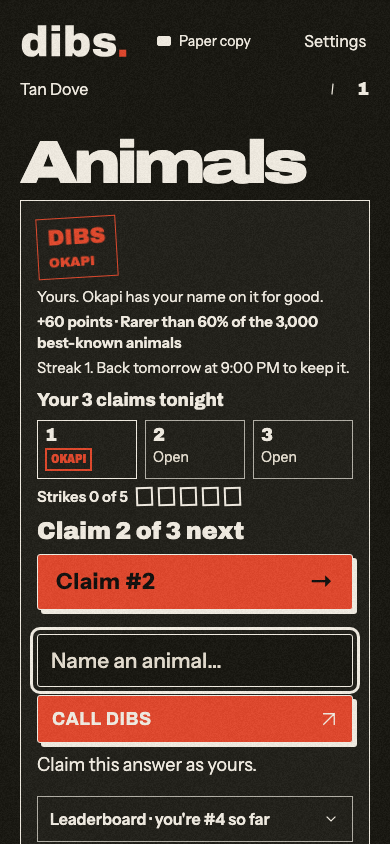 dibs.
Paper copy
Settings
Tan Dove
/ 1
Animals
DIBS
OKAPI
Yours. Okapi has your name on it for good.
+60 points · Rarer than 60% of the 3,000
best-known animals
Streak 1. Back tomorrow at 9:00 PM to keep it.
Your 3 claims tonight
1
OKAPI
2
Open
3
Open
Strikes 0 of 5
Claim 2 of 3 next
Claim #2 →
Name an animal...
CALL DIBS ↗
Claim this answer as yours.
Leaderboard · you're #4 so far